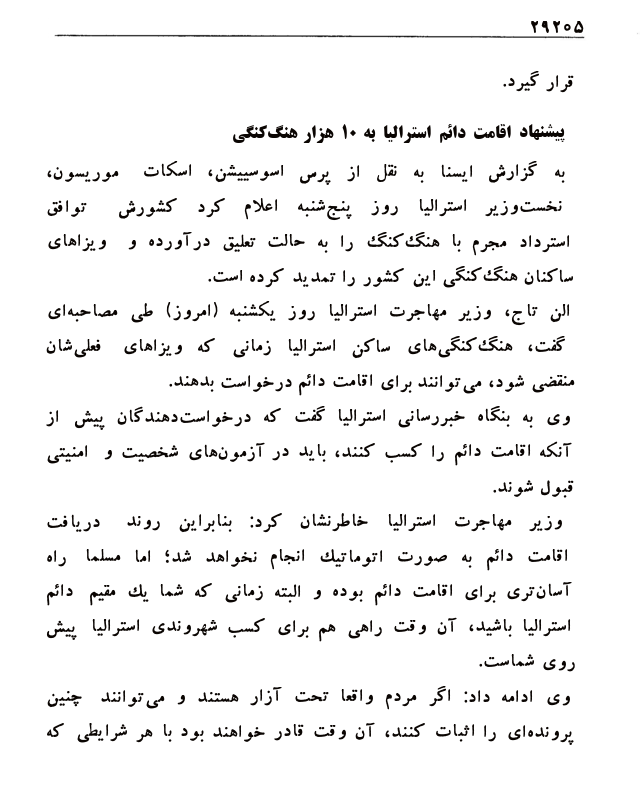 ۲۹۲۰۵
قرار گیرد.
پیشنهاد اقامت دائم استرالیا به ۱۰ هزار هنگ‌کنگی
به گزارش ایسنا به نقل از پرس اسوسییشن، اسکات موریسون،
نخست‌وزیر استرالیا روز پنج‌شنبه اعلام کرد کشورش توافق
استرداد مجرم با هنگ‌کنگ را به حالت تعلیق درآورده و ویزاهای
ساکنان هنگ‌کنگی این کشور را تمدید کرده است.
الن تاج، وزیر مهاجرت استرالیا روز یکشنبه (امروز) طی مصاحبه‌ای
گفت، هنگ‌کنگی‌های ساکن استرالیا زمانی که ویزاهای فعلی‌شان
منقضی شود، می‌توانند برای اقامت دائم درخواست بدهند.
وی به بنگاه خبررسانی استرالیا گفت که درخواست‌دهندگان پیش از
آنکه اقامت دائم را کسب کنند، باید در آزمون‌های شخصیت و امنیتی
قبول شوند.
وزیر مهاجرت استرالیا خاطرنشان کرد: بنابراین روند دریافت
اقامت دائم به صورت اتوماتیک انجام نخواهد شد؛ اما مسلما راه
آسان‌تری برای اقامت دائم بوده و البته زمانی که شما یک مقیم دائم
استرالیا باشید، آن وقت راهی هم برای کسب شهروندی استرالیا پیش
روی شماست.
وی ادامه داد: اگر مردم واقعا تحت آزار هستند و می‌توانند چنین
پرونده‌ای را اثبات کنند، آن وقت قادر خواهند بود با هر شرایطی که